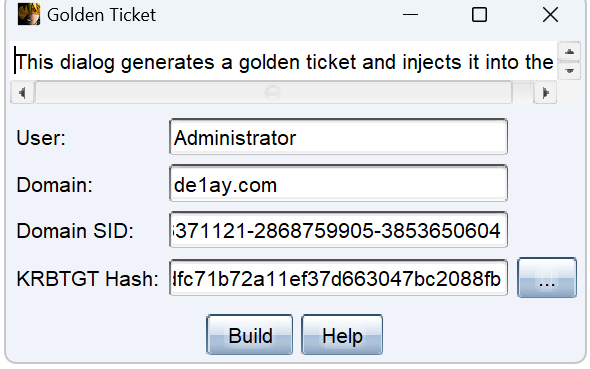 Golden Ticket
This dialog generates a golden ticket and injects it into the
User: Administrator
Domain: de1ay.com
Domain SID: 371121-2868759905-3853650604
KRBTGT Hash: fc71b72a11ef37d663047bc2088fb ...
Build Help